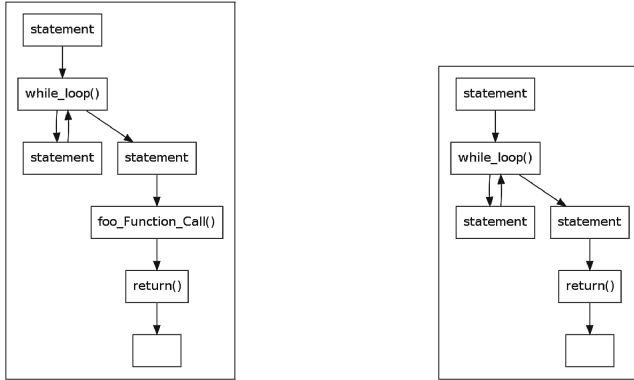 statement
while_loop()
statement
statement
foo_Function_Call()
return()
statement
while_loop()
statement
statement
return()